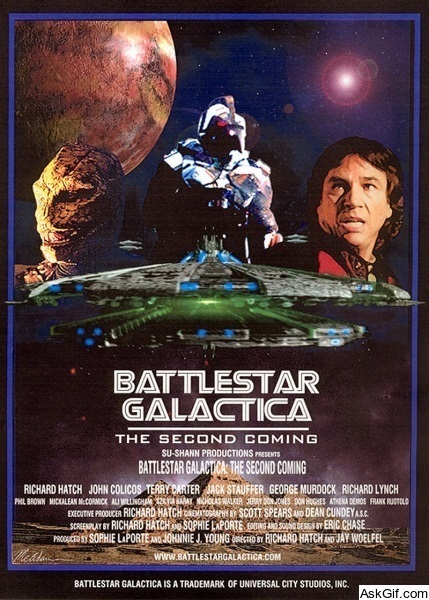 BATTLESTAR
GALACTICA
THE SECOND COMING
SU-SHANN PRODUCTIONS PRESENTS
BATTLESTAR GALACTICA: THE SECOND COMING
RICHARD HATCH JOHN COLICOS TERRY CARTER JACK STAUFFER GEORGE MURDOCK RICHARD LYNCH
PHIL BROWN MICKALEAN McCORMICK ALI WILLINGHAM SZILVIA NARAY NICHOLAS WALKER JERRY DON JONES DON HUGHES ATHENA DEMOS FRANK RUOTOLO
EXECUTIVE PRODUCER RICHARD HATCH CINEMATOGRAPHY BY SCOTT SPEARS AND DEAN CUNDEY A.S.C.
SCREENPLAY BY RICHARD HATCH AND SOPHIE LaPORTE EDITING AND SOUND DESIGN BY ERIC CHASE
PRODUCED BY SOPHIE LaPORTE AND JOHNNIE J. YOUNG DIRECTED BY RICHARD HATCH AND JAY WOELFEL
WWW.BATTLESTARGALACTICA.COM
BATTLESTAR GALACTICA IS A TRADEMARK OF UNIVERSAL CITY STUDIOS, INC.
AskGif.com